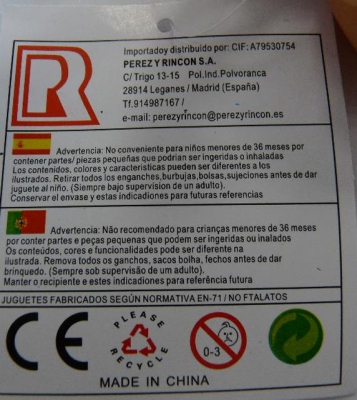 R
Importadoy distribuido por: CIF: A79530754
PEREZ Y RINCON S.A.
C/ Trigo 13-15 Pol.Ind.Polvoranca
28914 Leganes / Madrid (España)
Tf.914987167 /
e-mail: perezyrincon@perezyrincon.es
Advertencia: No conveniente para niños menores de 36 meses por
contener partes/ piezas pequeñas que podrían ser ingeridas o inhaladas
Los contenidos, colores y características pueden ser diferentes a los
ilustrados. Retirar todos los enganches,burbujas,bolsas,sujeciones antes de dar
juguete al niño. (Siempre bajo supervision de un adulto).
Conservar el envase y estas indicadiones para futuras referencias
Advertencia: Não recomendado para crianças menores de 36 meses
por conter partes e peças pequenas que podem ser ingeridas ou inalados
Os conteúdos, cores e funcionalidades pode ser diferente na
ilustrada. Remova todos os ganchos, sacos bolha, fechos antes de dar
brinquedo. (Sempre sob supervisão de um adulto).
Manter o recipiente e estes indicadiones para referência futura
JUGUETES FABRICADOS SEGÚN NORMATIVA EN-71 / NO FTALATOS
CE
PLEASE
RECYCLE
0-3
MADE IN CHINA